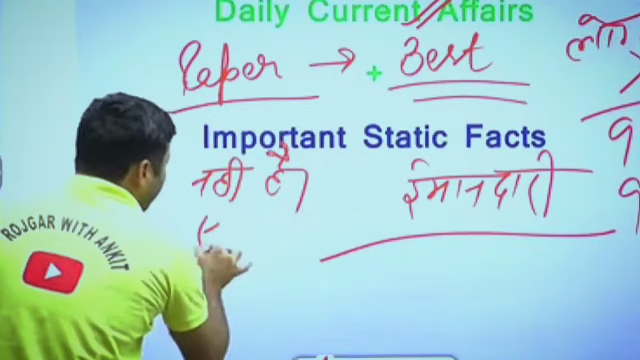 Daily Current Affairs
Paper → + Best
Important Static Facts
नही है ईमानदारी
ROJGAR WITH ANKIT